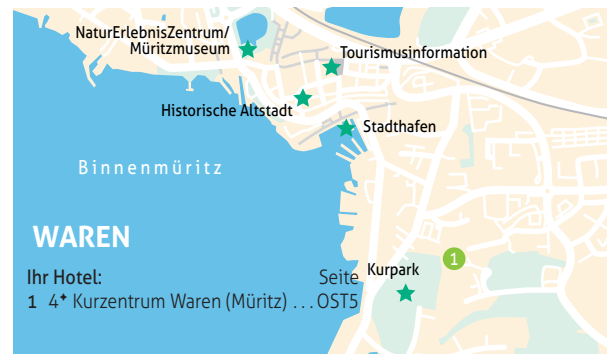 NaturErlebnisZentrum/
Müritzmuseum
Tourismusinformation
Historische Altstadt
Stadthafen
Binnenmüritz
WAREN
Ihr Hotel: Seite
1 4+ Kurzentrum Waren (Müritz) ... OST5
Kurpark
1